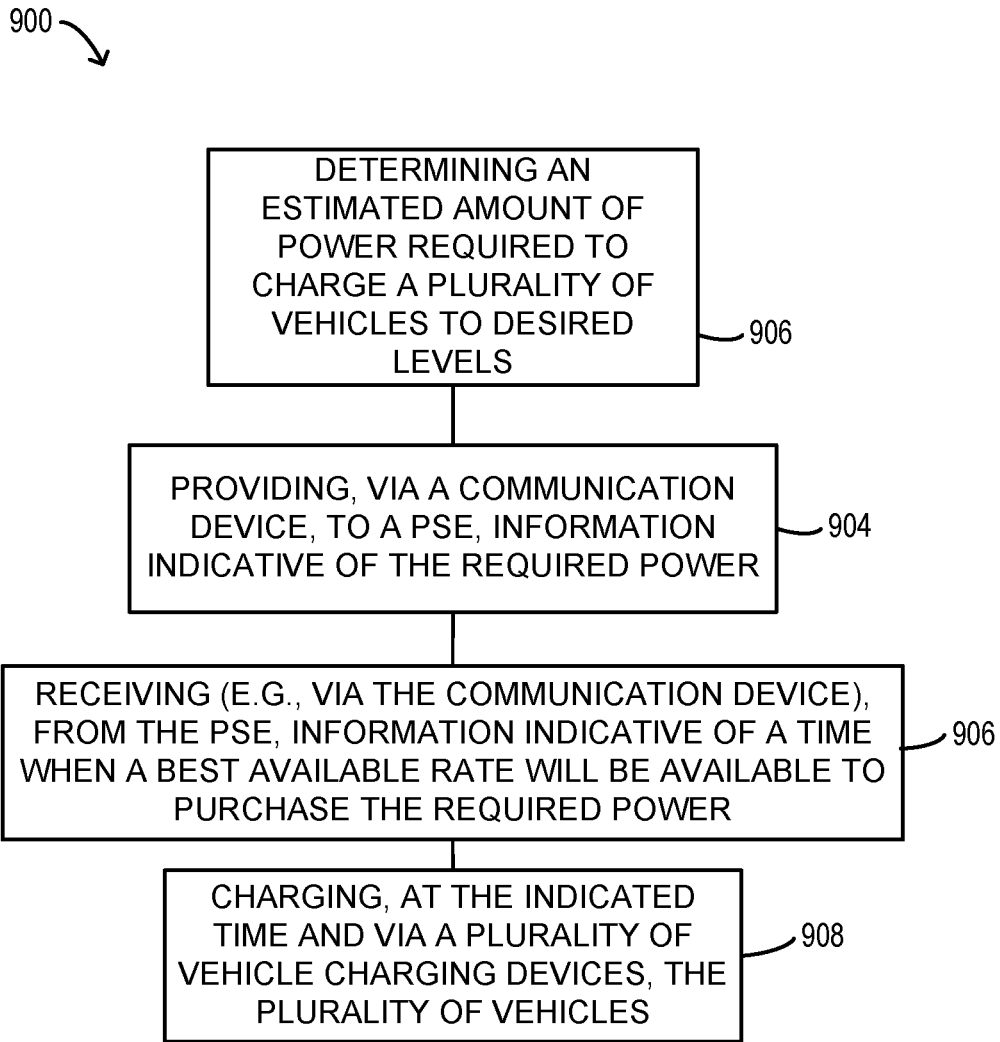 900
DETERMINING AN
ESTIMATED AMOUNT OF
POWER REQUIRED TO
CHARGE A PLURALITY OF
VEHICLES TO DESIRED
LEVELS
906
PROVIDING, VIA A COMMUNICATION
DEVICE, TO A PSE, INFORMATION
INDICATIVE OF THE REQUIRED POWER
904
RECEIVING (E.G., VIA THE COMMUNICATION DEVICE),
FROM THE PSE, INFORMATION INDICATIVE OF A TIME
WHEN A BEST AVAILABLE RATE WILL BE AVAILABLE TO
PURCHASE THE REQUIRED POWER
906
CHARGING, AT THE INDICATED
TIME AND VIA A PLURALITY OF
VEHICLE CHARGING DEVICES, THE
PLURALITY OF VEHICLES
908